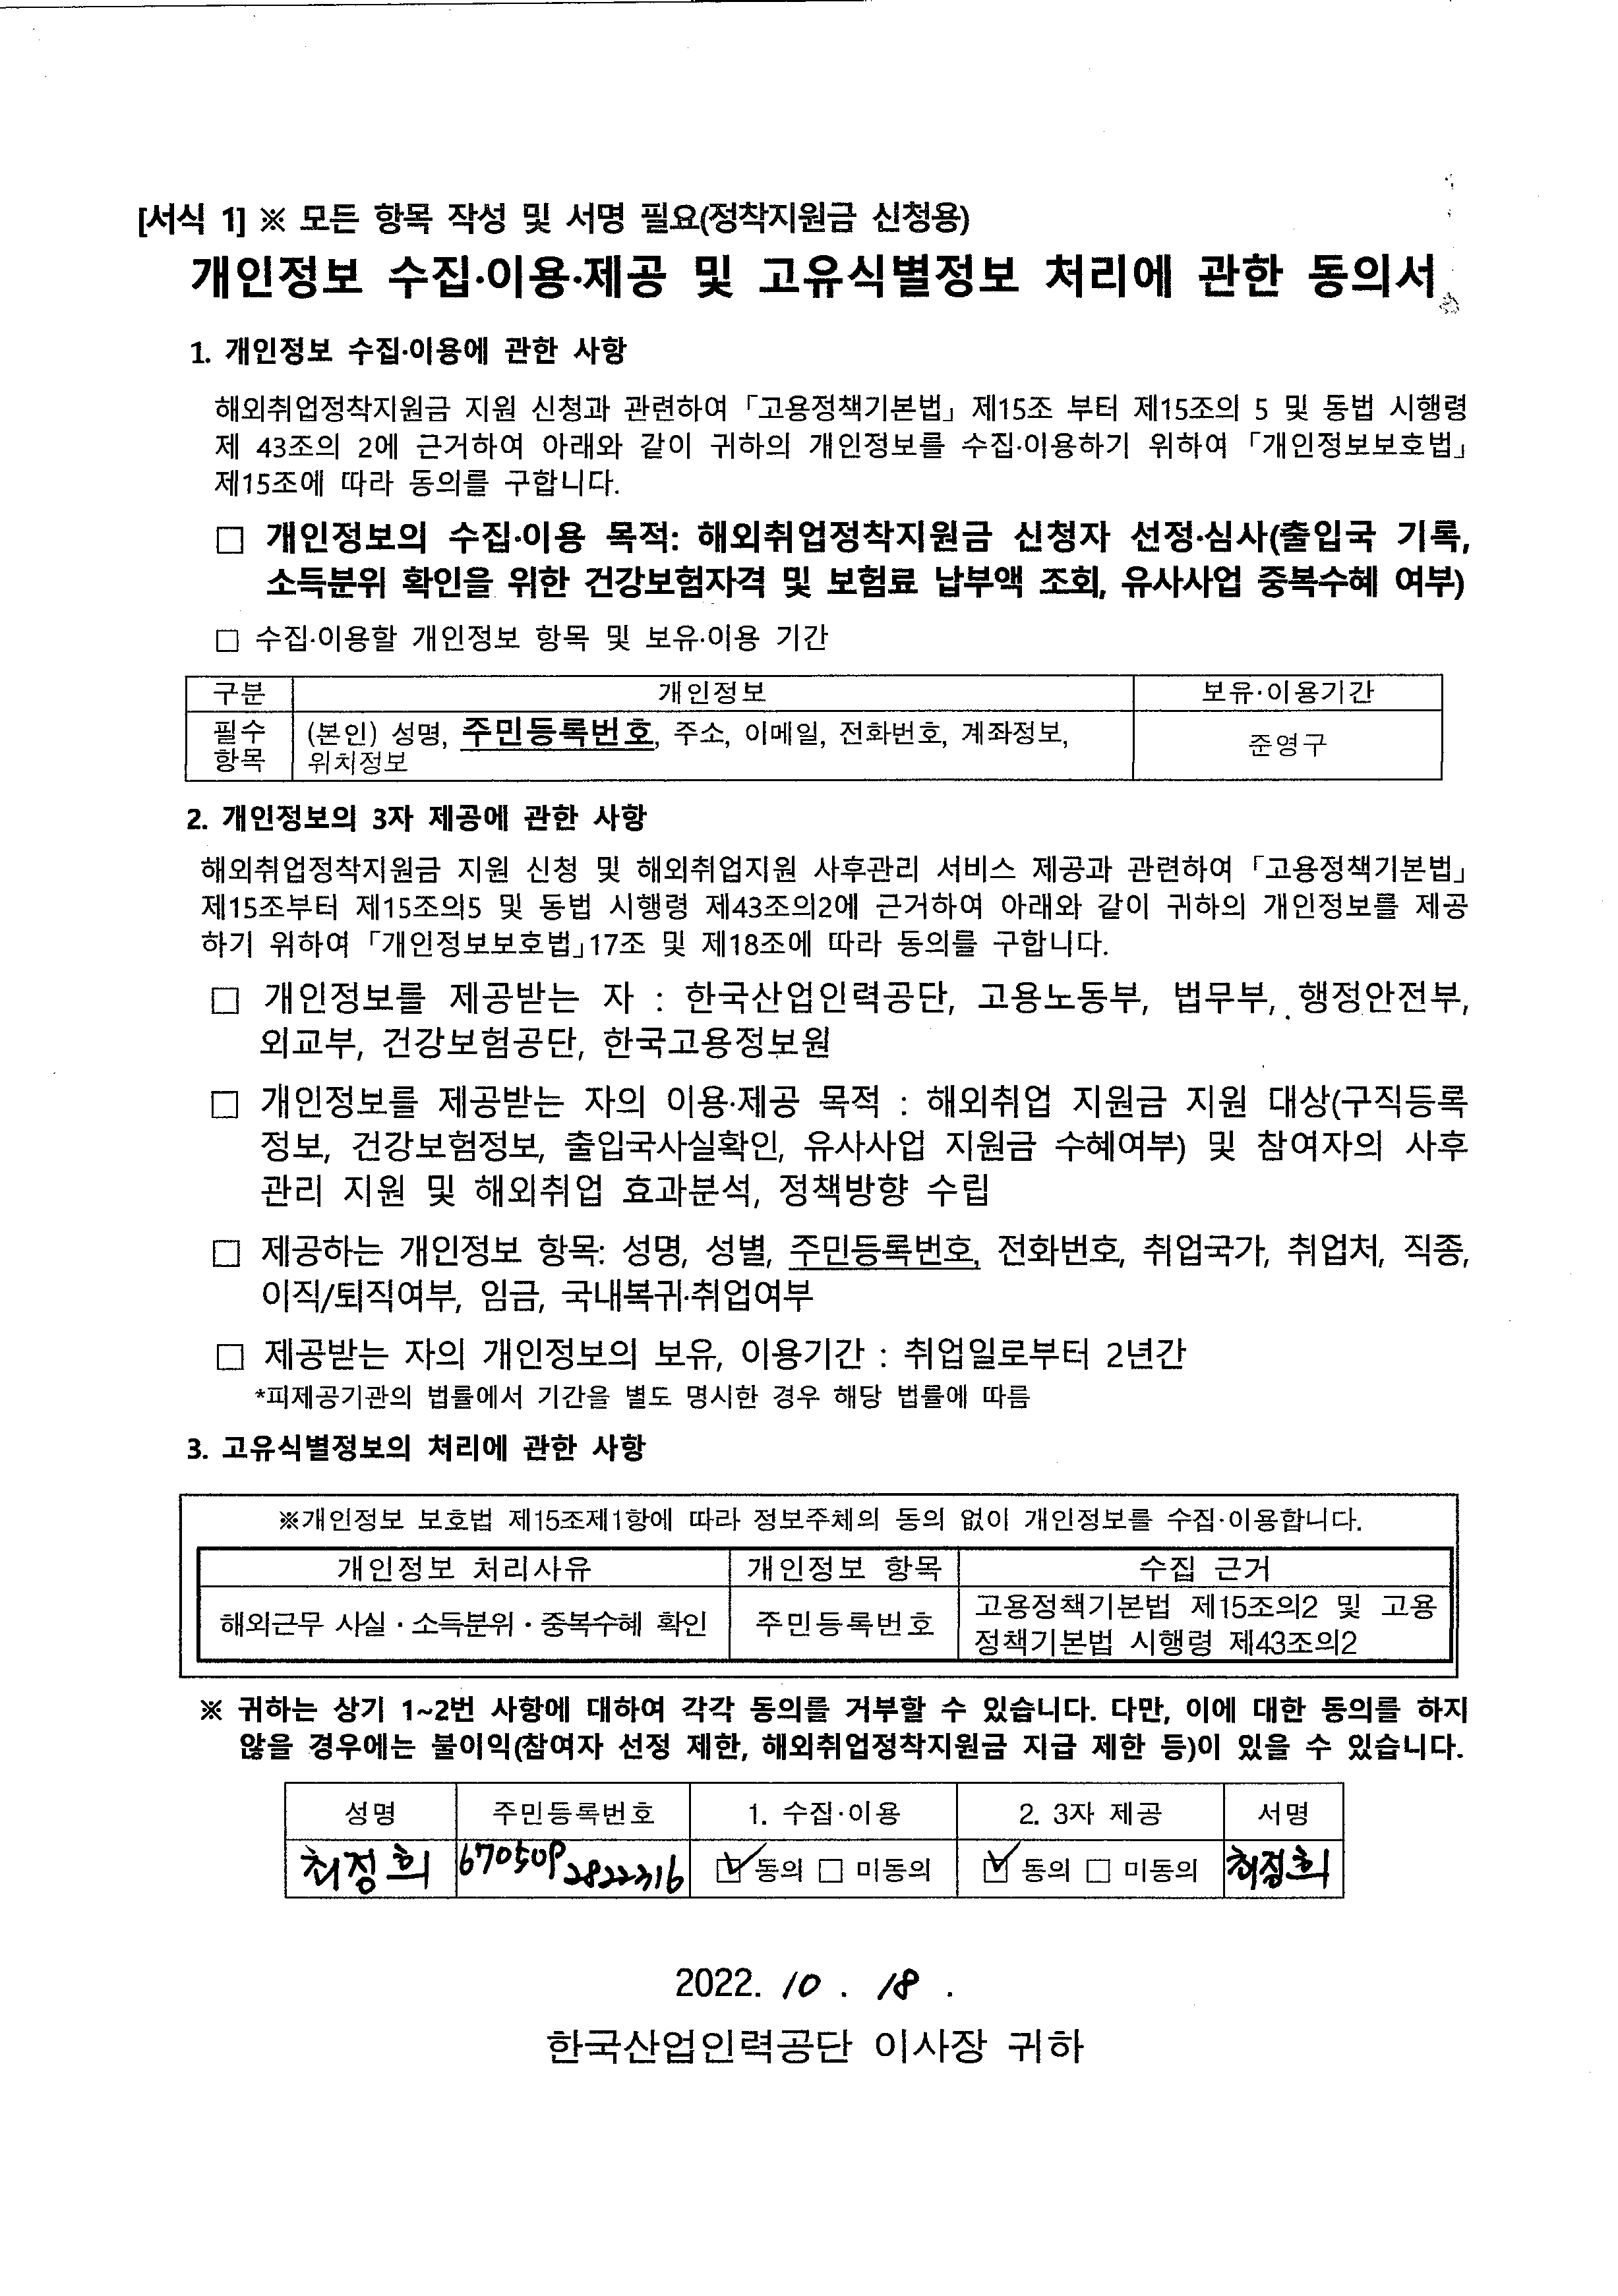 [서식 1] ※ 모든 항목 작성 및 서명 필요(정착지원금 신청용)
개인정보 수집·이용·제공 및 고유식별정보 처리에 관한 동의서
1. 개인정보 수집·이용에 관한 사항
해외취업정착지원금 지원 신청과 관련하여 「고용정책기본법」 제15조 부터 제15조의 5 및 동법 시행령
제 43조의 2에 근거하여 아래와 같이 귀하의 개인정보를 수집·이용하기 위하여 「개인정보보호법」
제15조에 따라 동의를 구합니다.
□ 개인정보의 수집·이용 목적: 해외취업정착지원금 신청자 선정·심사(출입국 기록,
소득분위 확인을 위한 건강보험자격 및 보험료 납부액 조회, 유사사업 중복수혜 여부)
□ 수집·이용할 개인정보 항목 및 보유·이용 기간
구분 개인정보 보유·이용기간
필수 항목 (본인) 성명, 주민등록번호, 주소, 이메일, 전화번호, 계좌정보, 준영구
위치정보
2. 개인정보의 3자 제공에 관한 사항
해외취업정착지원금 지원 신청 및 해외취업지원 사후관리 서비스 제공과 관련하여 「고용정책기본법」
제15조부터 제15조의5 및 동법 시행령 제43조의2에 근거하여 아래와 같이 귀하의 개인정보를 제공
하기 위하여 「개인정보보호법」17조 및 제18조에 따라 동의를 구합니다.
□ 개인정보를 제공받는 자 : 한국산업인력공단, 고용노동부, 법무부, 행정안전부,
외교부, 건강보험공단, 한국고용정보원
□ 개인정보를 제공받는 자의 이용·제공 목적 : 해외취업 지원금 지원 대상(구직등록
정보, 건강보험정보, 출입국사실확인, 유사사업 지원금 수혜여부) 및 참여자의 사후
관리 지원 및 해외취업 효과분석, 정책방향 수립
□ 제공하는 개인정보 항목: 성명, 성별, 주민등록번호, 전화번호, 취업국가, 취업처, 직종,
이직/퇴직여부, 임금, 국내복귀·취업여부
□ 제공받는 자의 개인정보의 보유, 이용기간 : 취업일로부터 2년간
*피제공기관의 법률에서 기간을 별도 명시한 경우 해당 법률에 따름
3. 고유식별정보의 처리에 관한 사항
※개인정보 보호법 제15조제1항에 따라 정보주체의 동의 없이 개인정보를 수집·이용합니다.
개인정보 처리사유 개인정보 항목 수집 근거
해외근무 사실·소득분위·중복수혜 확인 주민등록번호 고용정책기본법 제15조의2 및 고용
정책기본법 시행령 제43조의2
※ 귀하는 상기 1~2번 사항에 대하여 각각 동의를 거부할 수 있습니다. 다만, 이에 대한 동의를 하지
않을 경우에는 불이익(참여자 선정 제한, 해외취업정착지원금 지급 제한 등)이 있을 수 있습니다.
성명 주민등록번호 1. 수집·이용 2. 3자 제공 서명
최정희 ☑ 동의 □ 미동의 ☑ 동의 □ 미동의 최정희
2022. 10 . 18 .
한국산업인력공단 이사장 귀하